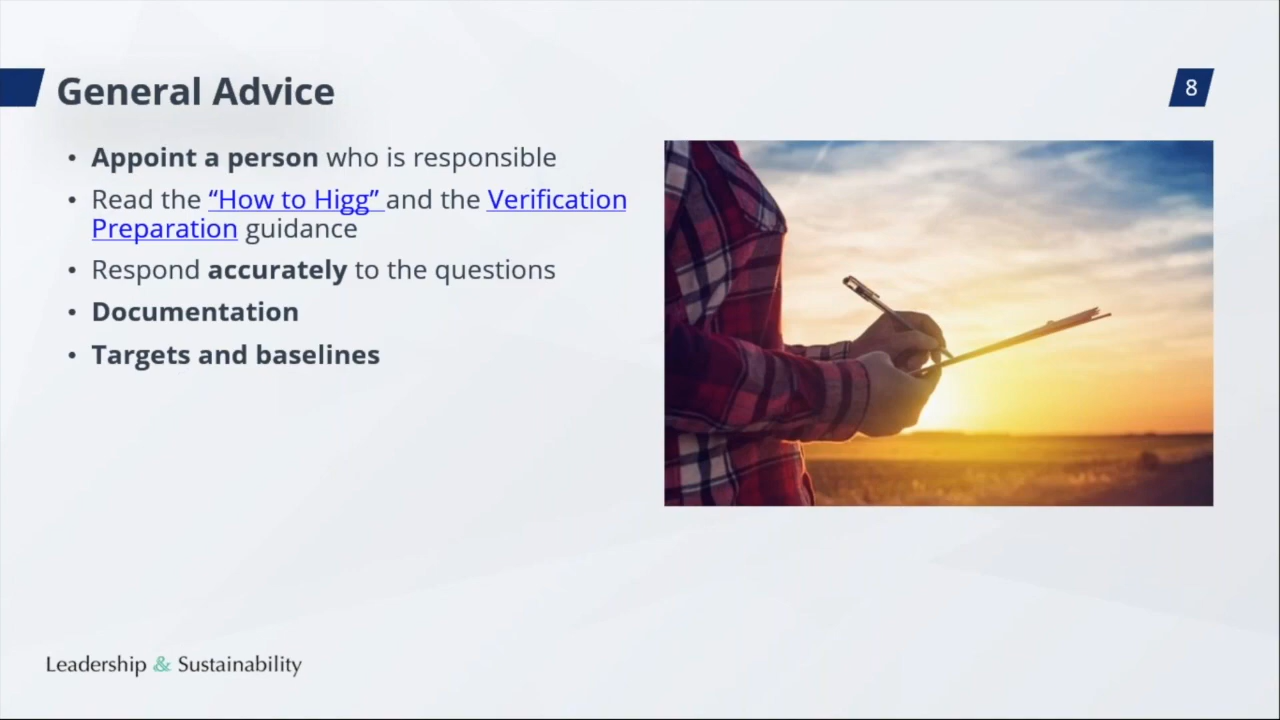 General Advice
8
• Appoint a person who is responsible
• Read the “How to Higg” and the Verification
Preparation guidance
• Respond accurately to the questions
• Documentation
• Targets and baselines
Leadership & Sustainability